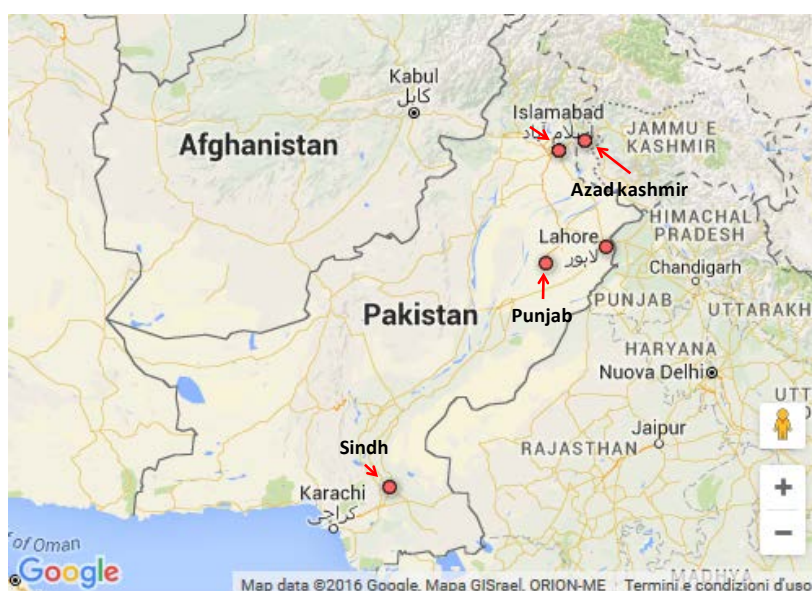 Kabul
کابل
Islamabad
اسلام آباد
JAMMU E
KASHMIR
Afghanistan
Azad kashmir
HIMACHAL
PRADESH
Lahore
لاہور
Chandigarh
Pakistan
Punjab
PUNJAB
UTTARAKH
HARYANA
Nuova Delhi
UTT
Jaipur
RAJASTHAN
Sindh
Karachi
کراچی
of Oman
Google
MADHYA
Map data ©2016 Google, Mapa GISrael, ORION-ME
Termini e condizioni d'uso